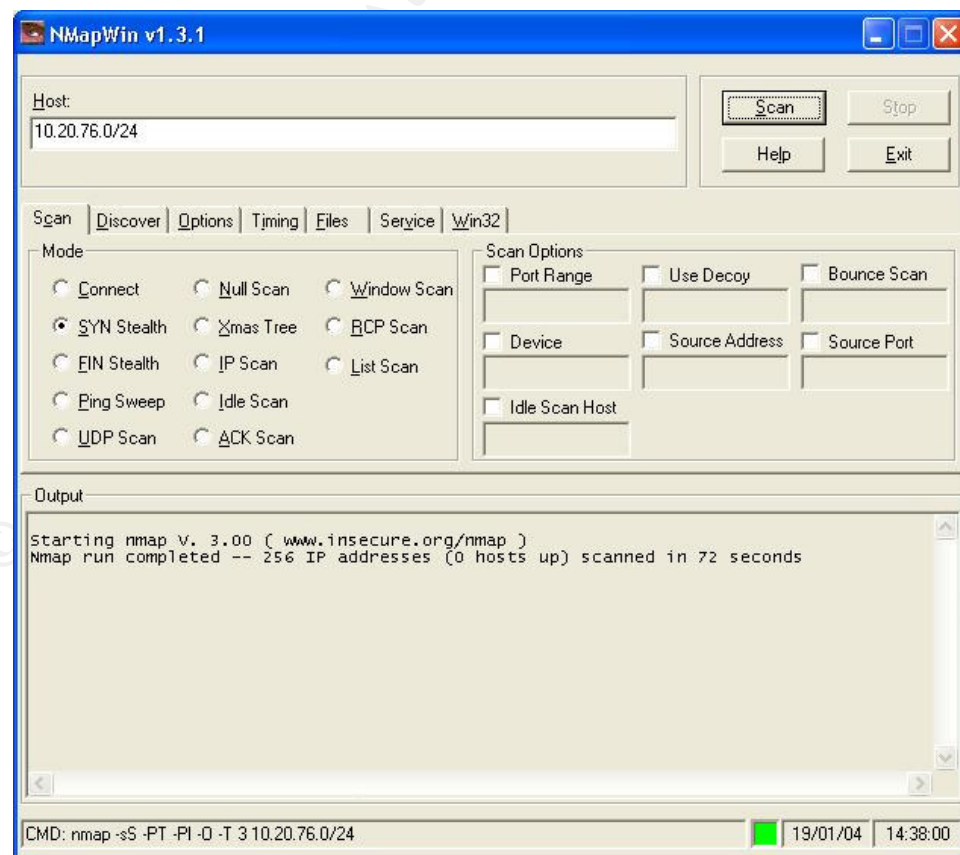 NMapWin v1.3.1
Host:
10.20.76.0/24
Scan Stop
Help Exit
Scan Discover Options Timing Files Service Win32
Mode
Connect Null Scan Window Scan
SYN Stealth Xmas Tree RCP Scan
FIN Stealth IP Scan List Scan
Ping Sweep Idle Scan
UDP Scan ACK Scan
Scan Options
Port Range Use Decoy Bounce Scan
Device Source Address Source Port
Idle Scan Host
Output
Starting nmap V. 3.00 ( www.insecure.org/nmap )
Nmap run completed -- 256 IP addresses (0 hosts up) scanned in 72 seconds
CMD: nmap -sS -PT -PI -O -T 3 10.20.76.0/24 19/01/04 14:38:00